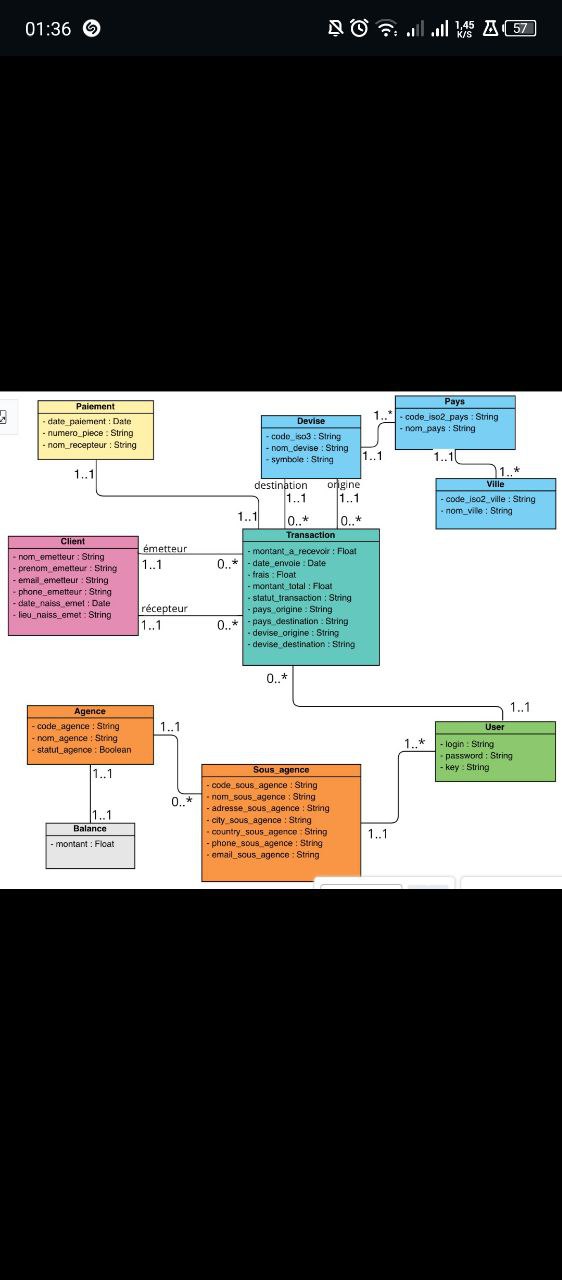 01:36
1,45
K/S
57
Paiement
- date_paiement : Date
- numero_piece : String
- nom_recepteur : String
1..1
Devise
- code_iso3 : String
- nom_devise : String
- symbole : String
1..*
1..1
Pays
- code_iso2_pays : String
- nom_pays : String
1..1
1..*
Ville
- code_iso2_ville : String
- nom_ville : String
destination
origine
1..1
1..1
1..1
0..*
0..*
Client
- nom_emetteur : String
- prenom_emetteur : String
- email_emetteur : String
- phone_emetteur : String
- date_naiss_emet : Date
- lieu_naiss_emet : String
émetteur
1..1
0..*
récepteur
1..1
0..*
Transaction
- montant_a_recevoir : Float
- date_envoie : Date
- frais : Float
- montant_total : Float
- statut_transaction : String
- pays_origine : String
- pays_destination : String
- devise_origine : String
- devise_destination : String
0..*
1..1
Agence
- code_agence : String
- nom_agence : String
- statut_agence : Boolean
1..1
0..*
1..1
1..1
Balance
- montant : Float
Sous_agence
- code_sous_agence : String
- nom_sous_agence : String
- adresse_sous_agence : String
- city_sous_agence : String
- country_sous_agence : String
- phone_sous_agence : String
- email_sous_agence : String
1..*
1..1
User
- login : String
- password : String
- key : String